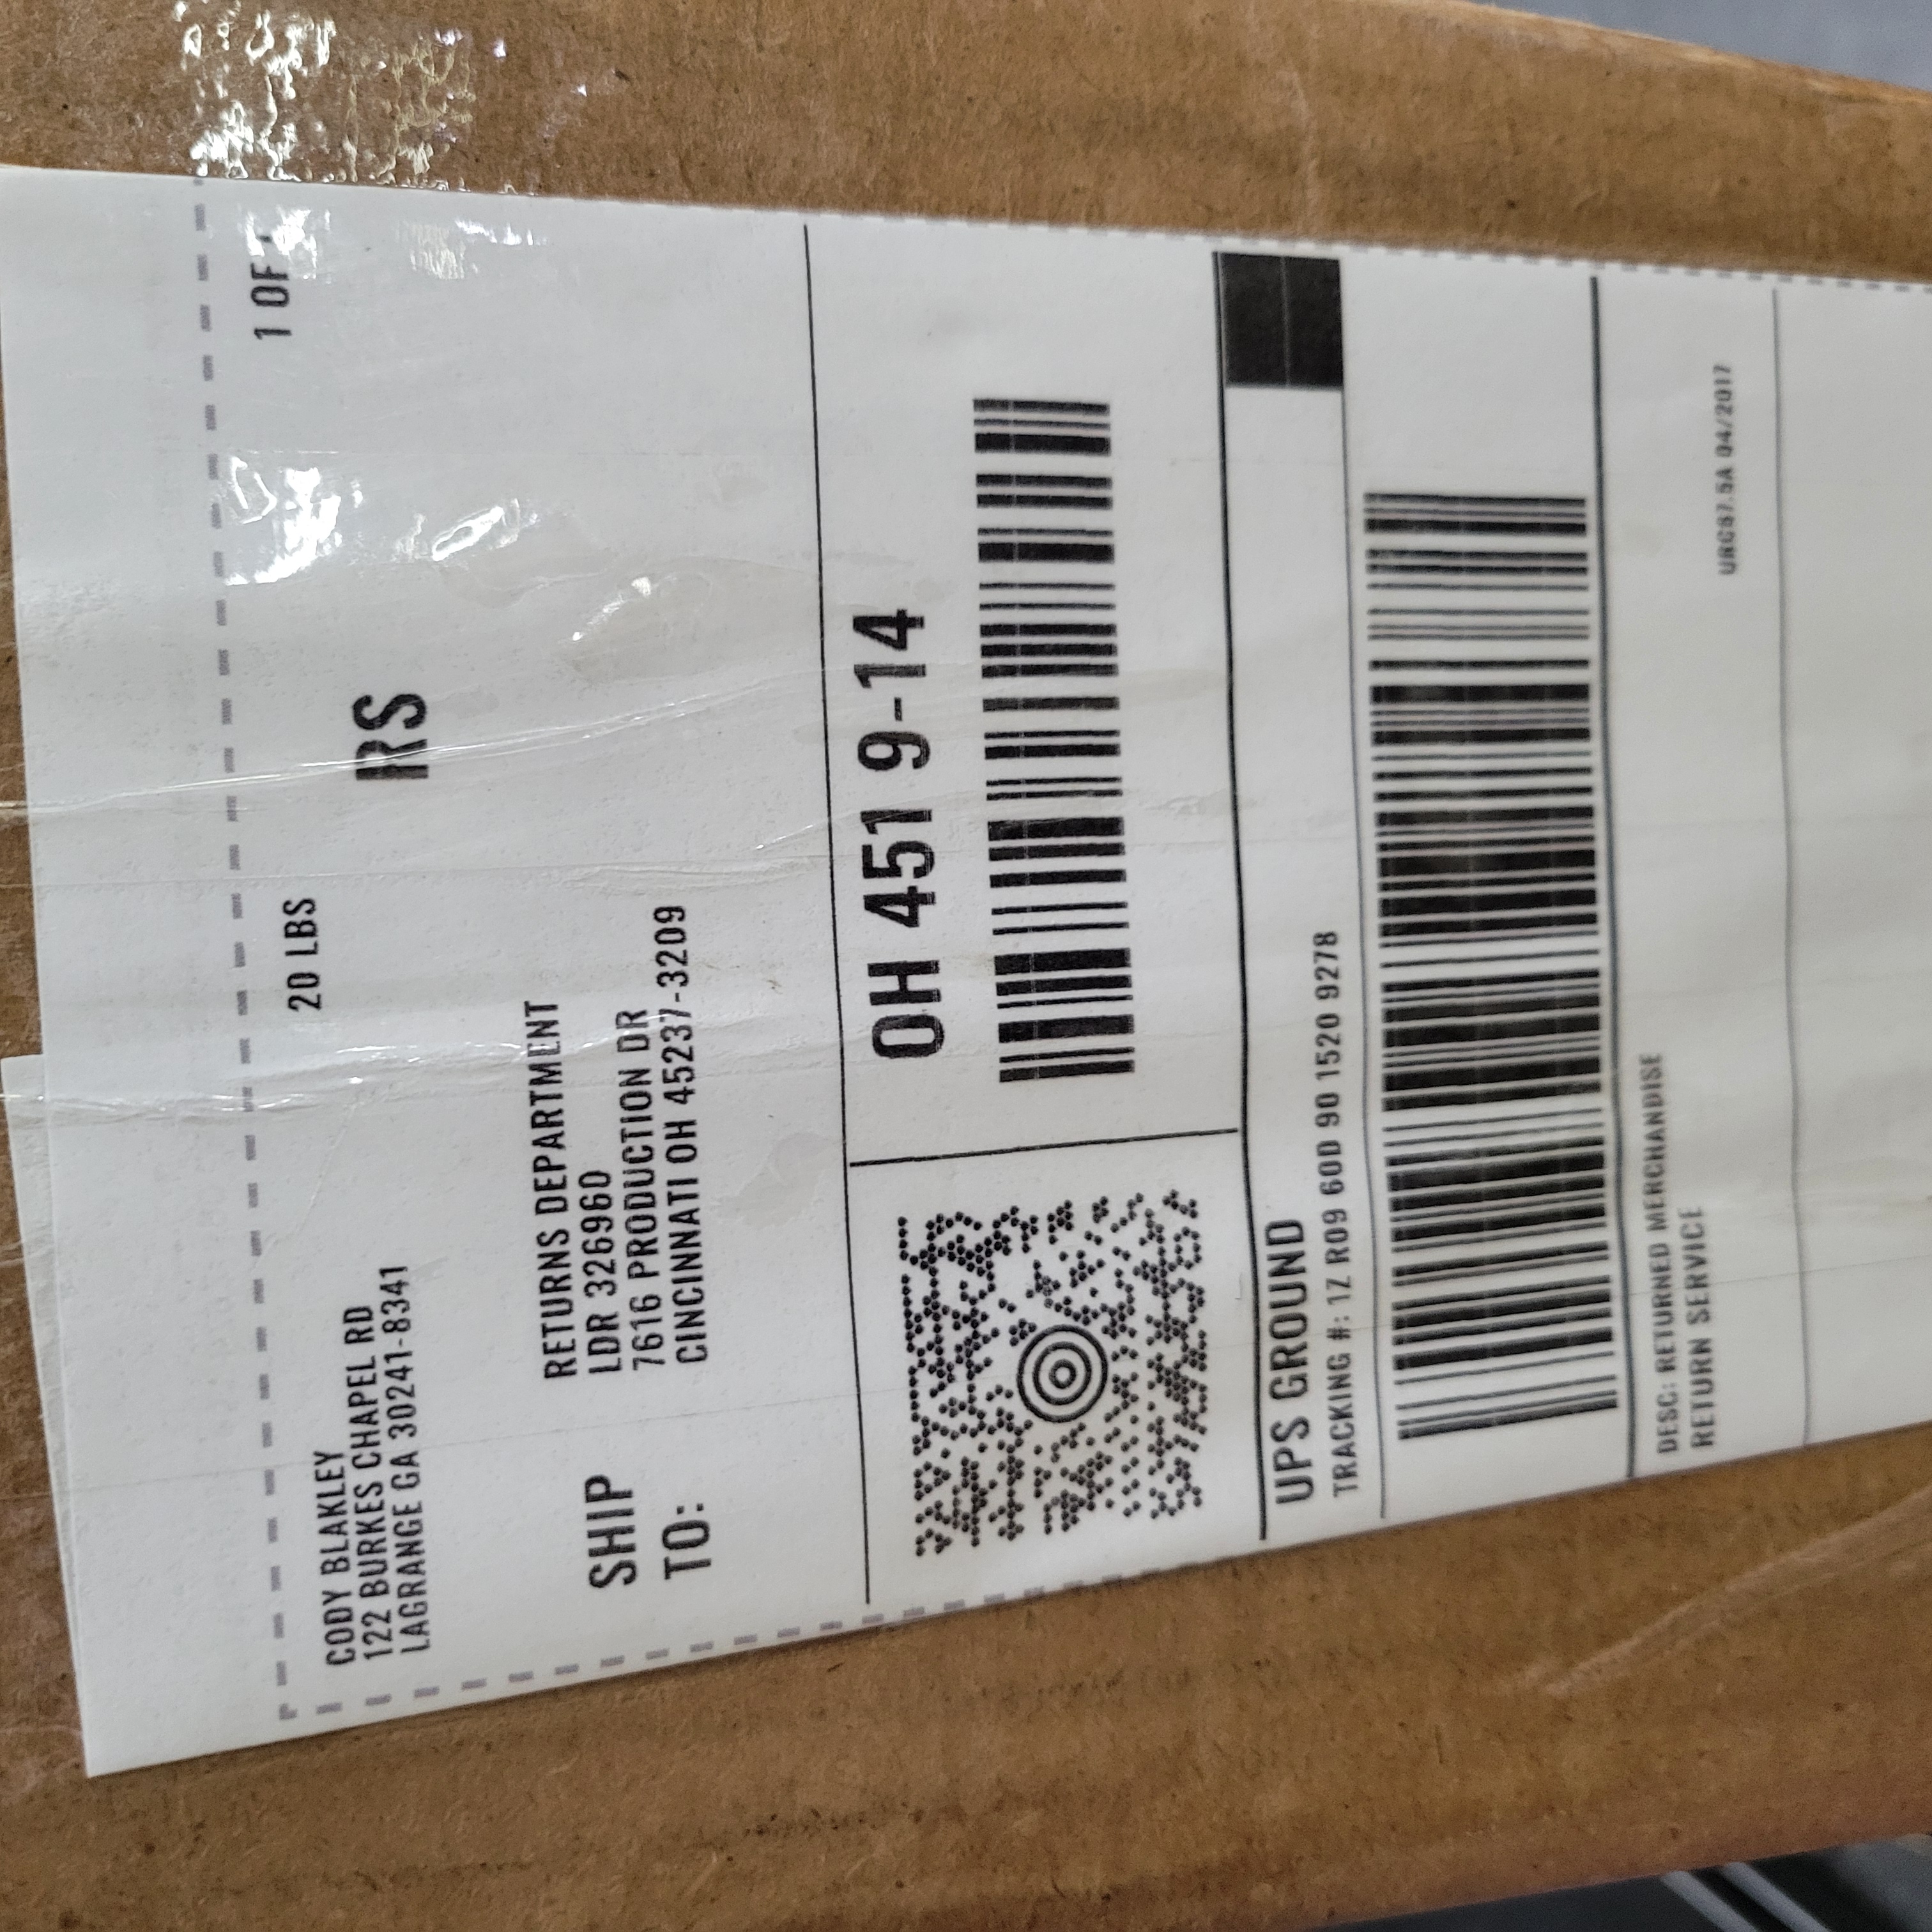 1 OF
20 LBS
CODY BLAKLEY
122 BURKES CHAPEL RD
LAGRANGE GA 30241-8341
RS
SHIP
TO:
RETURNS DEPARTMENT
LDR 326960
7616 PRODUCTION DR
CINCINNATI OH 45237-3209
OH 451 9-14
UPS GROUND
TRACKING #: 1Z R09 60D 90 1520 9278
DESC: RETURNED MERCHANDISE
RETURN SERVICE
URC87.5A 04/2017